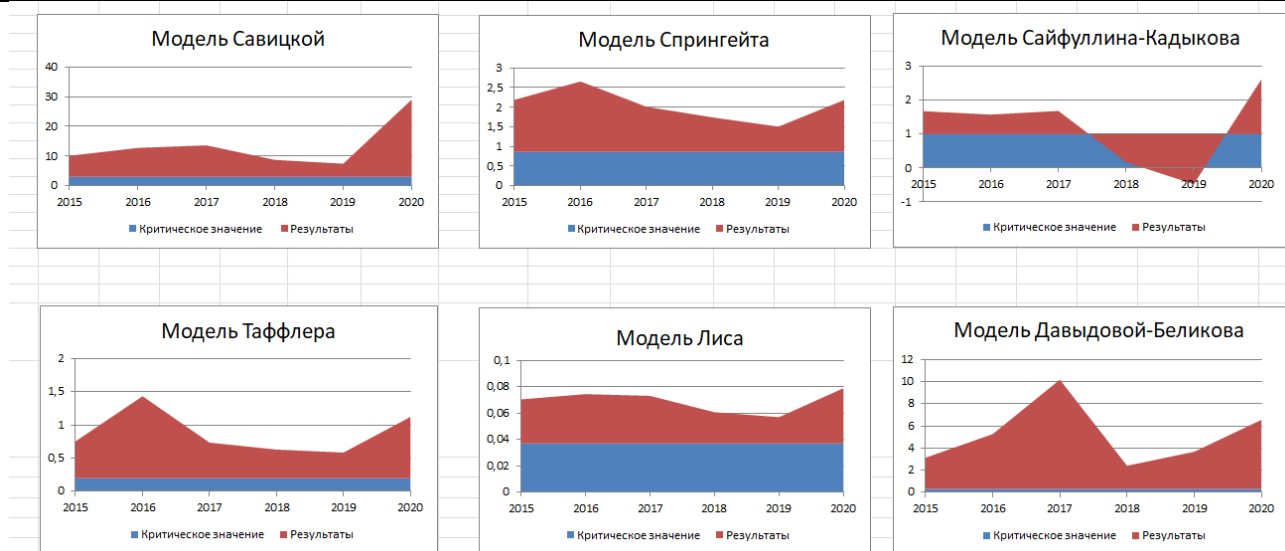 Модель Савицкой
40
30
20
10
0
2015 2016 2017 2018 2019 2020
Критическое значение Результаты
Модель Спрингейта
3
2,5
2
1,5
1
0,5
0
2015 2016 2017 2018 2019 2020
Критическое значение Результаты
Модель Сайфуллина-Кадыкова
3
2
1
0
-1
2015 2016 2017 2018 2019 2020
Критическое значение Результаты
Модель Таффлера
2
1,5
1
0,5
0
2015 2016 2017 2018 2019 2020
Критическое значение Результаты
Модель Лиса
0,1
0,08
0,06
0,04
0,02
0
2015 2016 2017 2018 2019 2020
Критическое значение Результаты
Модель Давыдовой-Беликова
12
10
8
6
4
2
0
2015 2016 2017 2018 2019 2020
Критическое значение Результаты